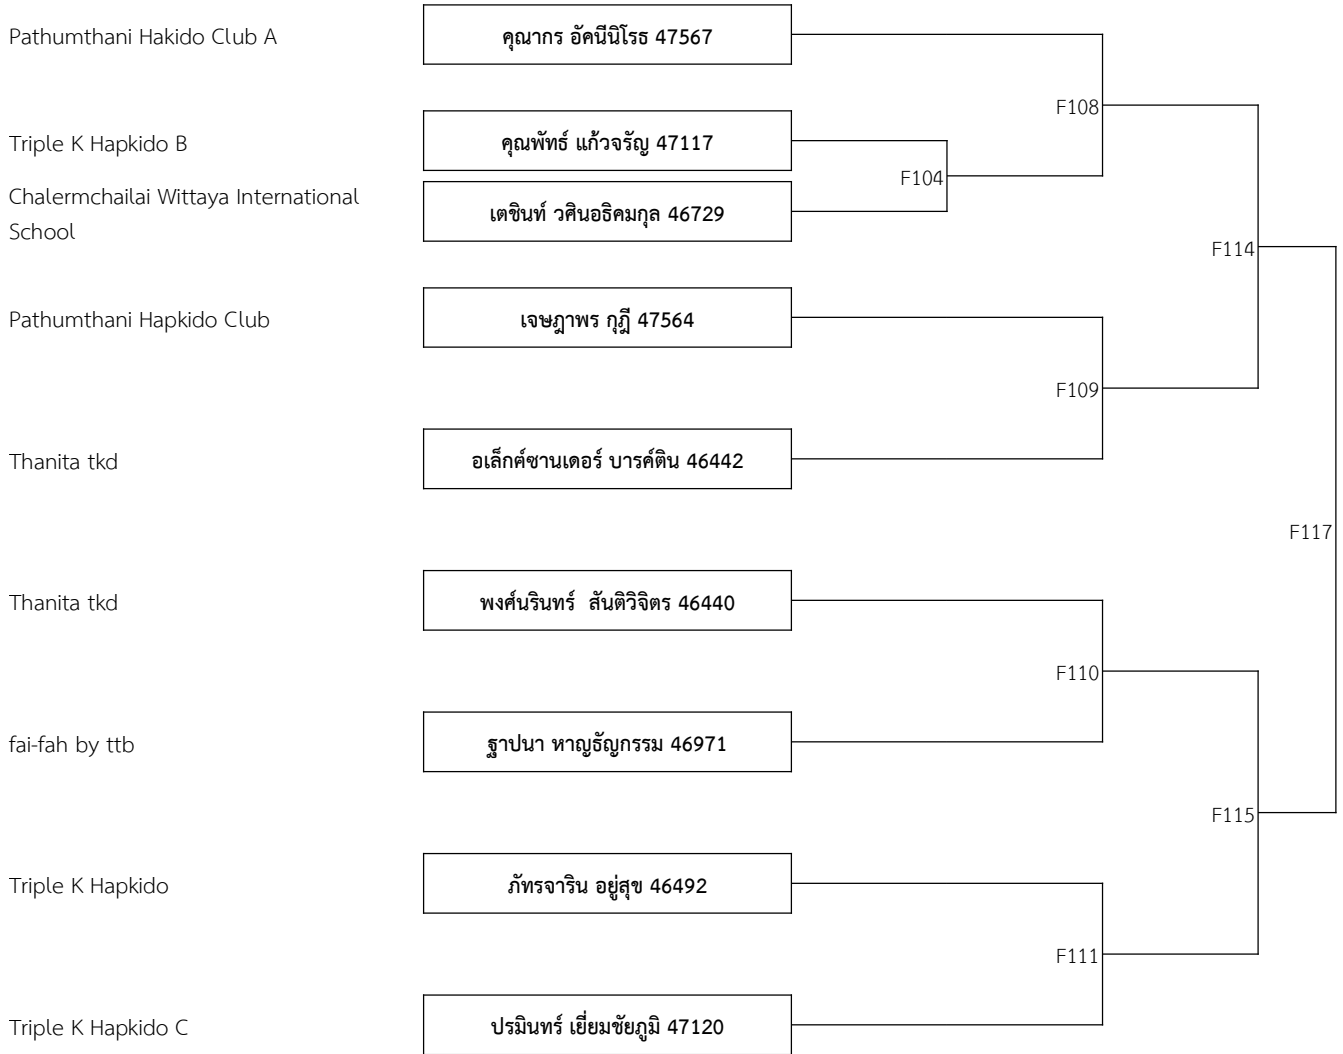 Pathumthani Hakido Club A
คุณากร อัคนีนิโรธ 47567
F108
Triple K Hapkido B
คุณพัทธ์ แก้วจรัญ 47117
F104
Chalermchailai Wittaya International
School
เตชินท์ วศินอธิคมกุล 46729
F114
Pathumthani Hapkido Club
เจษฎาพร กุฎี 47564
F109
Thanita tkd
อเล็กซ์ซานเดอร์ บารค์ติน 46442
F117
Thanita tkd
พงศ์นรินทร์  สันติวิจิตร 46440
F110
fai-fah by ttb
ฐาปนา หาญธัญกรรม 46971
F115
Triple K Hapkido
ภัทรจาริน อยู่สุข 46492
F111
Triple K Hapkido C
ปรมินทร์ เยี่ยมชัยภูมิ 47120